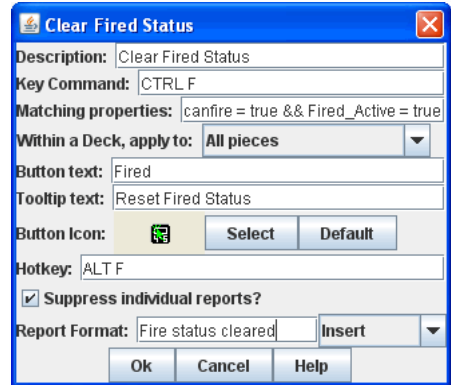 Clear Fired Status
Description: Clear Fired Status
Key Command: CTRL F
Matching properties: canfire = true && Fired_Active = true
Within a Deck, apply to: All pieces
Button text: Fired
Tooltip text: Reset Fired Status
Button Icon: Select Default
Hotkey: ALT F
Suppress individual reports?
Report Format: Fire status cleared Insert
Ok Cancel Help